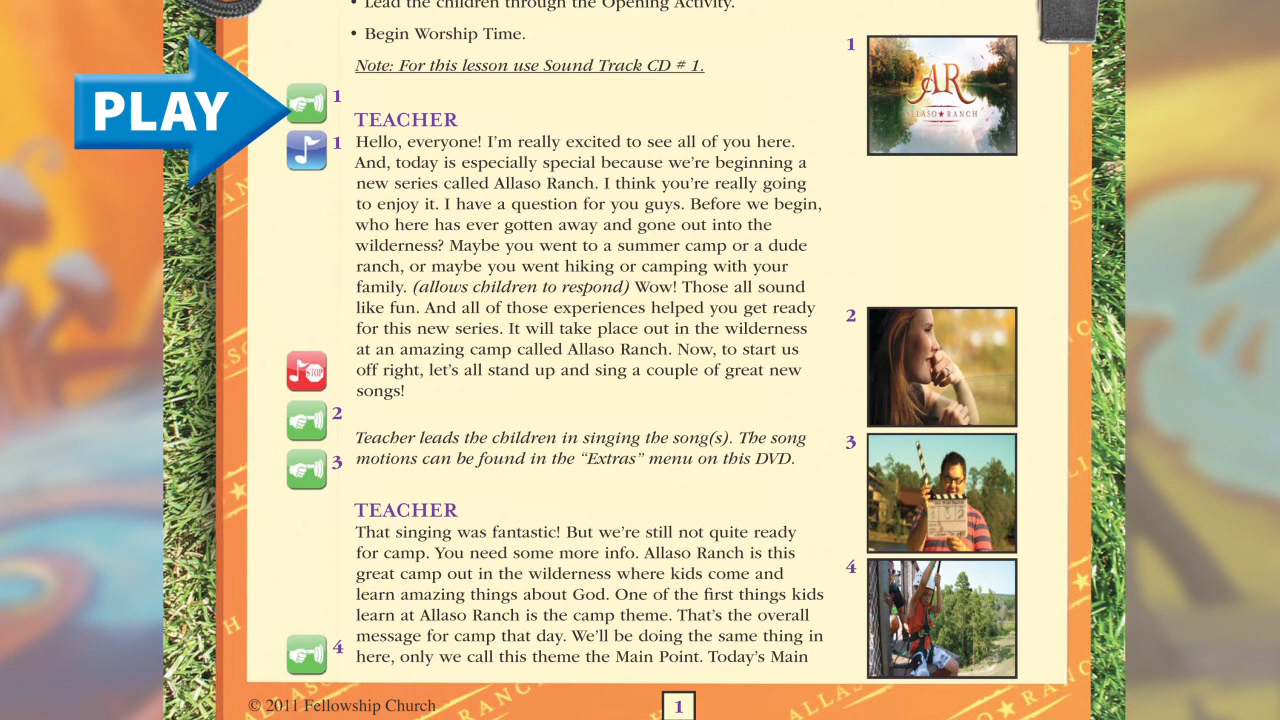 • Lead the children through the Opening Activity.
• Begin Worship Time.
Note: For this lesson use Sound Track CD # 1.
PLAY
1
1
TEACHER
Hello, everyone! I'm really excited to see all of you here.
And, today is especially special because we're beginning a
new series called Allaso Ranch. I think you're really going
to enjoy it. I have a question for you guys. Before we begin,
who here has ever gotten away and gone out into the
wilderness? Maybe you went to a summer camp or a dude
ranch, or maybe you went hiking or camping with your
family. (allows children to respond) Wow! Those all sound
like fun. And all of those experiences helped you get ready
for this new series. It will take place out in the wilderness
at an amazing camp called Allaso Ranch. Now, to start us
off right, let's all stand up and sing a couple of great new
songs!
STOP
2
Teacher leads the children in singing the song(s). The song
motions can be found in the "Extras" menu on this DVD.
3
TEACHER
That singing was fantastic! But we're still not quite ready
for camp. You need some more info. Allaso Ranch is this
great camp out in the wilderness where kids come and
learn amazing things about God. One of the first things kids
learn at Allaso Ranch is the camp theme. That's the overall
message for camp that day. We'll be doing the same thing in
here, only we call this theme the Main Point. Today's Main
4
1
AR
ALLASO★RANCH
2
3
4
© 2011 Fellowship Church
1
ALLASO★RANCH